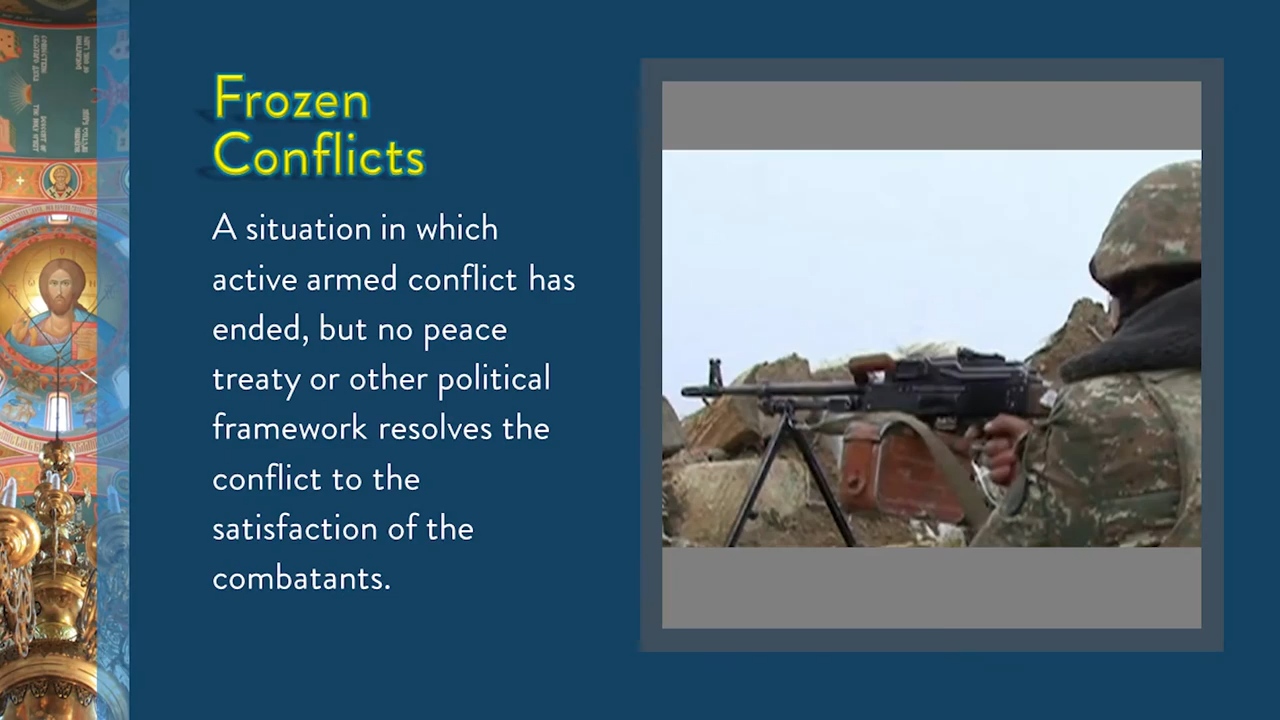 Frozen
Conflicts
A situation in which
active armed conflict has
ended, but no peace
treaty or other political
framework resolves the
conflict to the
satisfaction of the
combatants.